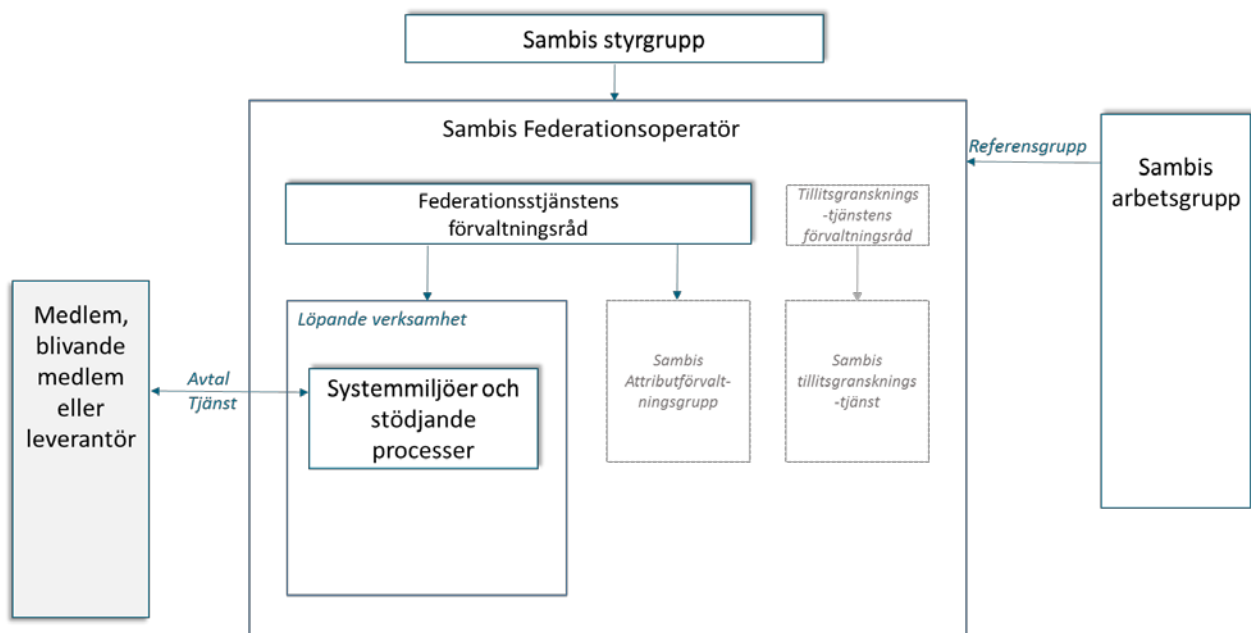 Sambis styrgrupp
Sambis Federationsoperatör
Referensgrupp
Sambis
arbetsgrupp
Federationsstjänstens
förvaltningsråd
Tillitsgransknings
-tjänstens
förvaltningsråd
Medlem,
blivande
medlem
eller
leverantör
Avtal
Tjänst
Löpande verksamhet
Systemmiljöer och
stödjande
processer
Sambis
Attributförvalt-
ningsgrupp
Sambis
tillitsgransknings
-tjänst